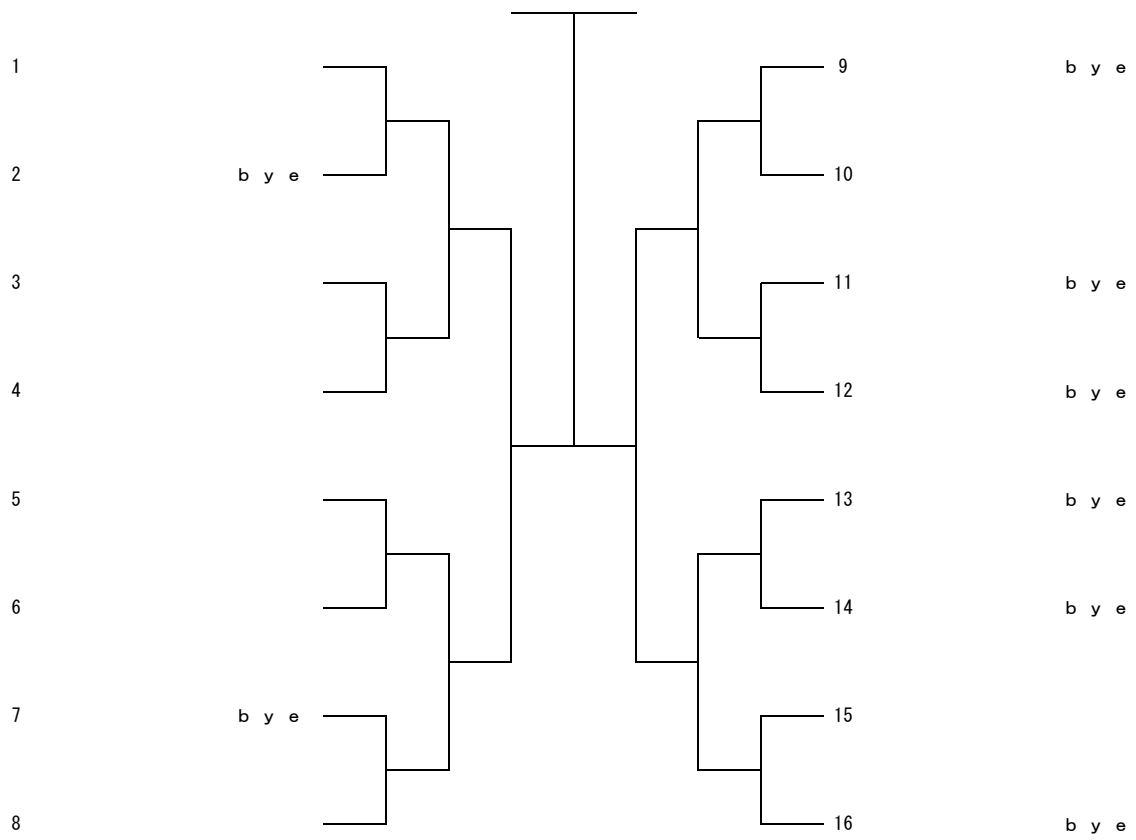 1 9 ｂｙｅ
2 ｂｙｅ 10
3 11 ｂｙｅ
4 12 ｂｙｅ
5 13 ｂｙｅ
6 14 ｂｙｅ
7 ｂｙｅ 15
8 16 ｂｙｅ